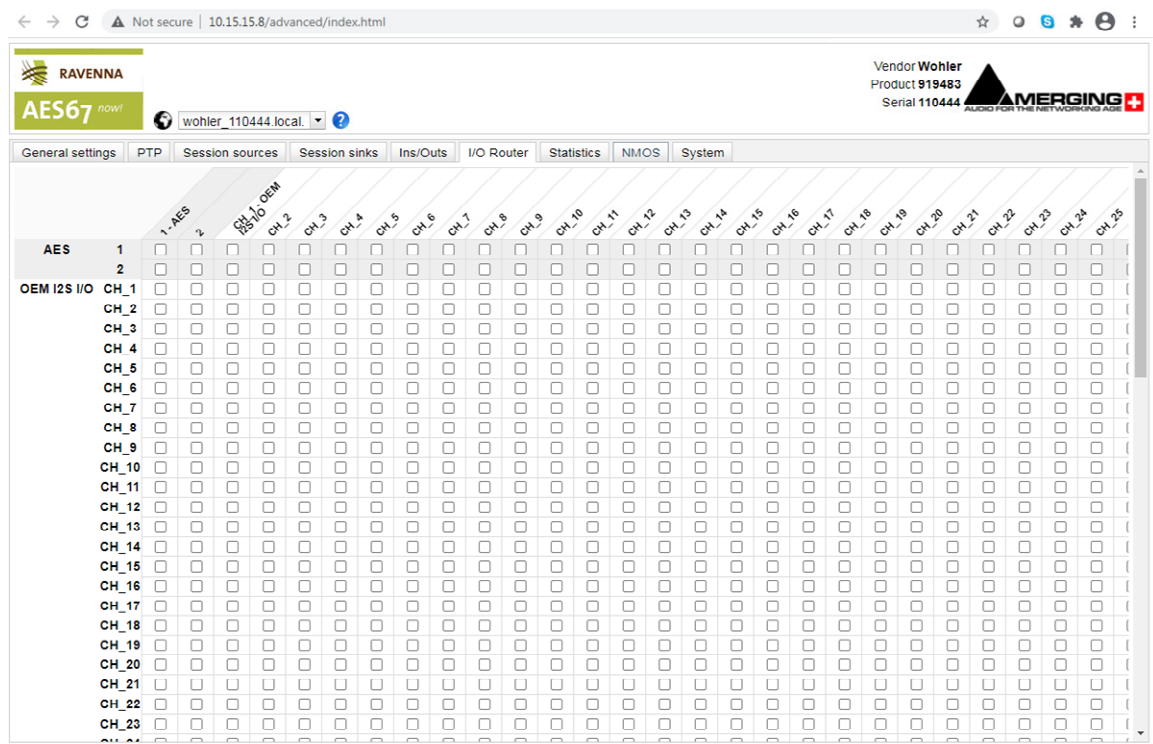 Not secure | 10.15.15.8/advanced/index.html
RAVENNA
AES67 now!
wohler_110444.local.
?
Vendor Wohler
Product 919483
Serial 110444
MERGING
AUDIO FOR THE NETWORKING AGE
General settings PTP Session sources Session sinks Ins/Outs I/O Router Statistics NMOS System
1 - AES 2 CH_1 - OEM I2S I/O CH_2 CH_3 CH_4 CH_5 CH_6 CH_7 CH_8 CH_9 CH_10 CH_11 CH_12 CH_13 CH_14 CH_15 CH_16 CH_17 CH_18 CH_19 CH_20 CH_21 CH_22 CH_23 CH_24 CH_25
AES 1
2
OEM I2S I/O CH_1
CH_2
CH_3
CH_4
CH_5
CH_6
CH_7
CH_8
CH_9
CH_10
CH_11
CH_12
CH_13
CH_14
CH_15
CH_16
CH_17
CH_18
CH_19
CH_20
CH_21
CH_22
CH_23